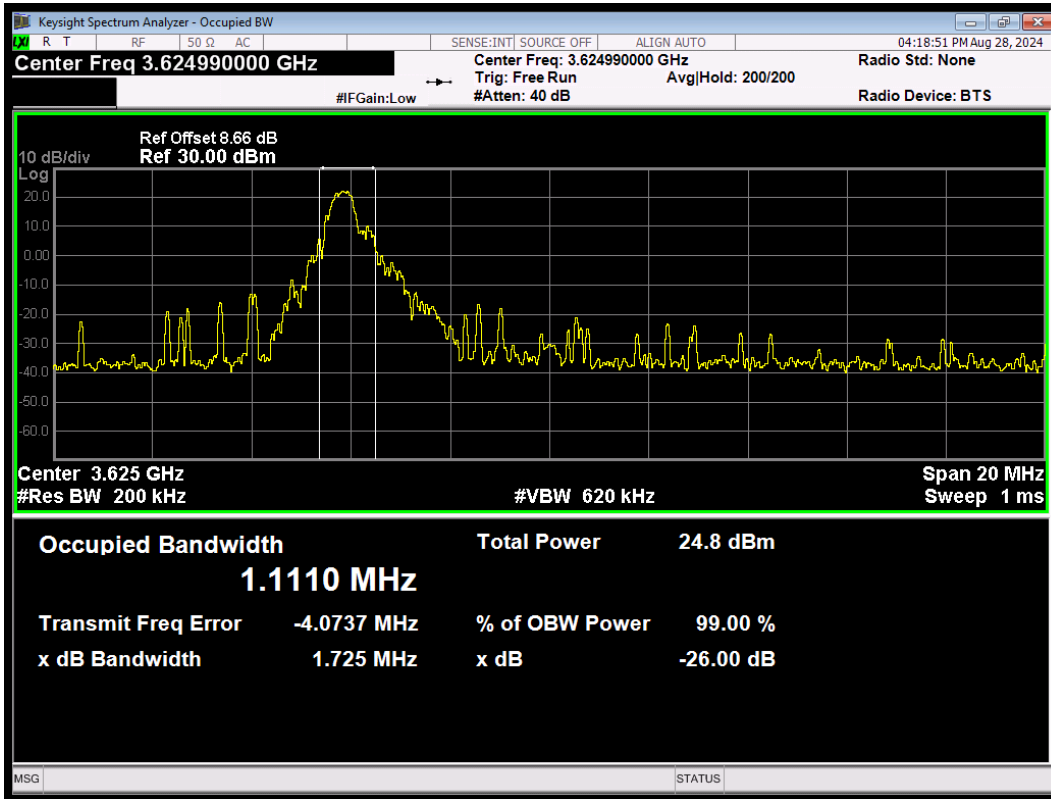 Keysight Spectrum Analyzer - Occupied BW
LXI R T RF 50 Ω AC SENSE:INT SOURCE OFF ALIGN AUTO 04:18:51 PM Aug 28, 2024
Center Freq 3.624990000 GHz
Center Freq: 3.624990000 GHz Radio Std: None
Trig: Free Run Avg|Hold: 200/200
#IFGain:Low #Atten: 40 dB Radio Device: BTS
Ref Offset 8.66 dB
10 dB/div Ref 30.00 dBm
Log
20.0
10.0
0.00
-10.0
-20.0
-30.0
-40.0
-50.0
-60.0
Center 3.625 GHz Span 20 MHz
#Res BW 200 kHz #VBW 620 kHz Sweep 1 ms
Occupied Bandwidth Total Power 24.8 dBm
1.1110 MHz
Transmit Freq Error -4.0737 MHz % of OBW Power 99.00 %
x dB Bandwidth 1.725 MHz x dB -26.00 dB
MSG STATUS